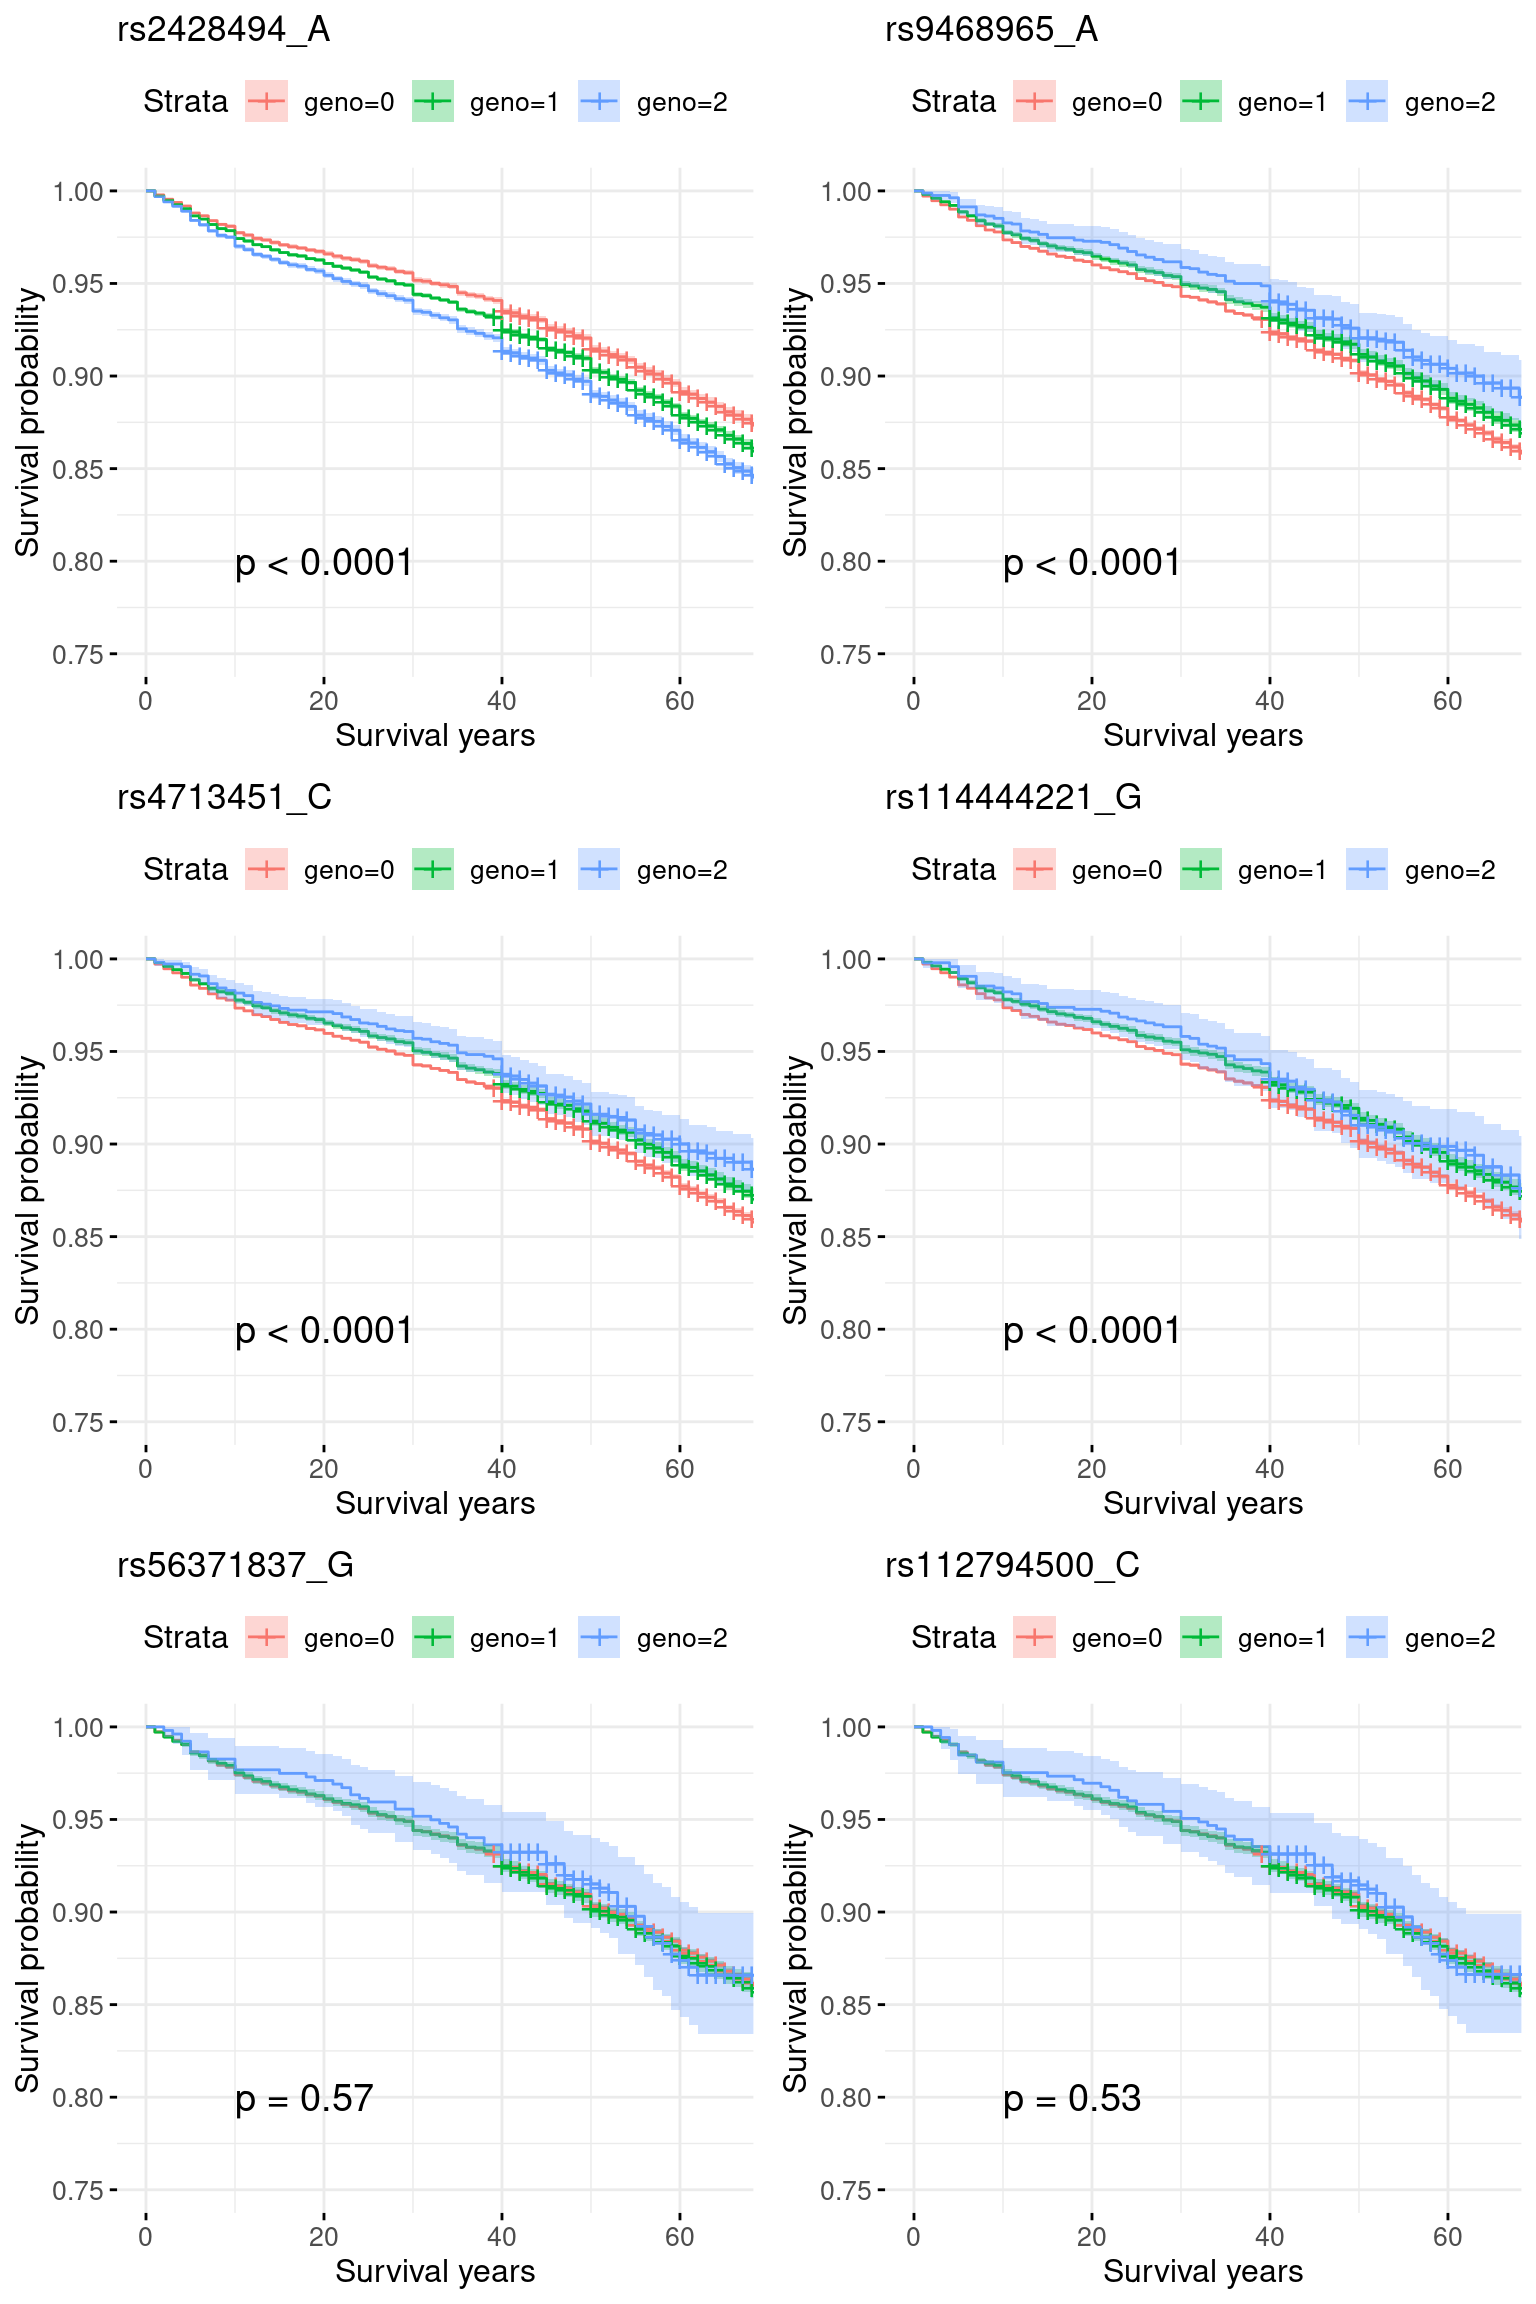 rs2428494_A
Strata geno=0 geno=1 geno=2
1.00
0.95
0.90
0.85
0.80
0.75
Survival probability
p < 0.0001
0 20 40 60
Survival years
rs9468965_A
Strata geno=0 geno=1 geno=2
1.00
0.95
0.90
0.85
0.80
0.75
Survival probability
p < 0.0001
0 20 40 60
Survival years
rs4713451_C
Strata geno=0 geno=1 geno=2
1.00
0.95
0.90
0.85
0.80
0.75
Survival probability
p < 0.0001
0 20 40 60
Survival years
rs114444221_G
Strata geno=0 geno=1 geno=2
1.00
0.95
0.90
0.85
0.80
0.75
Survival probability
p < 0.0001
0 20 40 60
Survival years
rs56371837_G
Strata geno=0 geno=1 geno=2
1.00
0.95
0.90
0.85
0.80
0.75
Survival probability
p = 0.57
0 20 40 60
Survival years
rs112794500_C
Strata geno=0 geno=1 geno=2
1.00
0.95
0.90
0.85
0.80
0.75
Survival probability
p = 0.53
0 20 40 60
Survival years